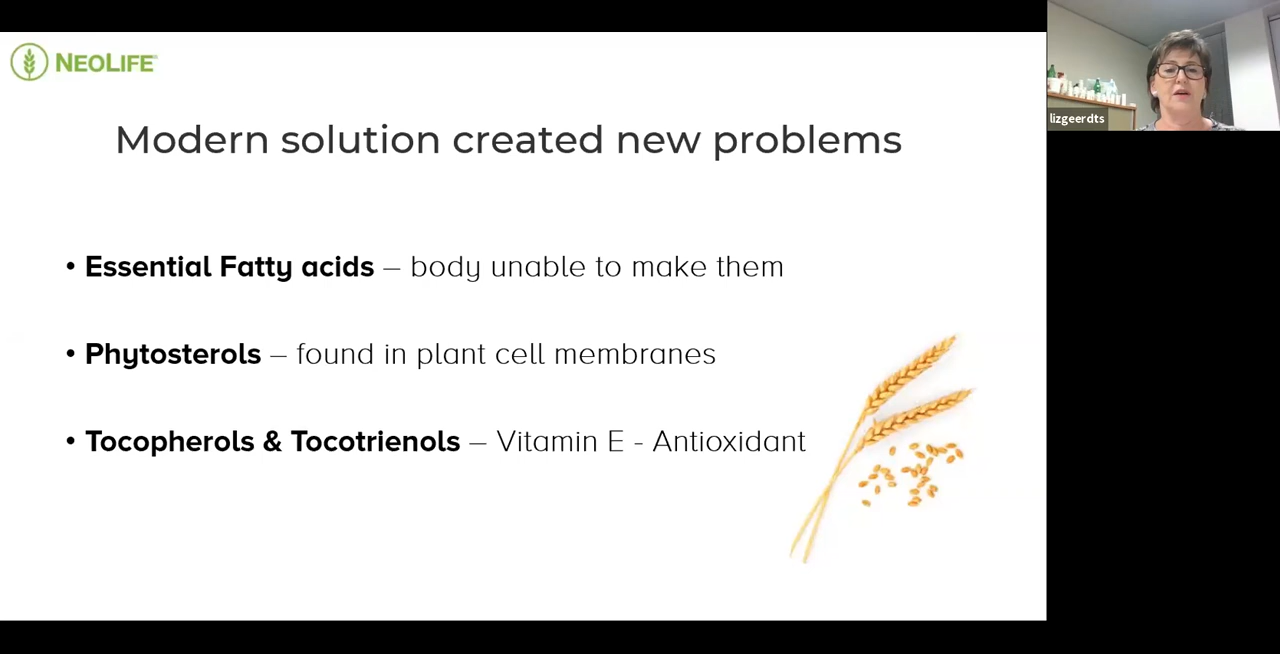 NEOLIFE
lizgeerdts
Modern solution created new problems
• Essential Fatty acids – body unable to make them
• Phytosterols – found in plant cell membranes
• Tocopherols & Tocotrienols – Vitamin E - Antioxidant